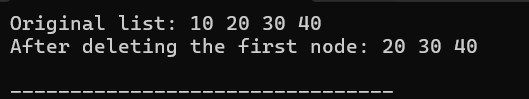 Original list: 10 20 30 40
After deleting the first node: 20 30 40
--------------------------------